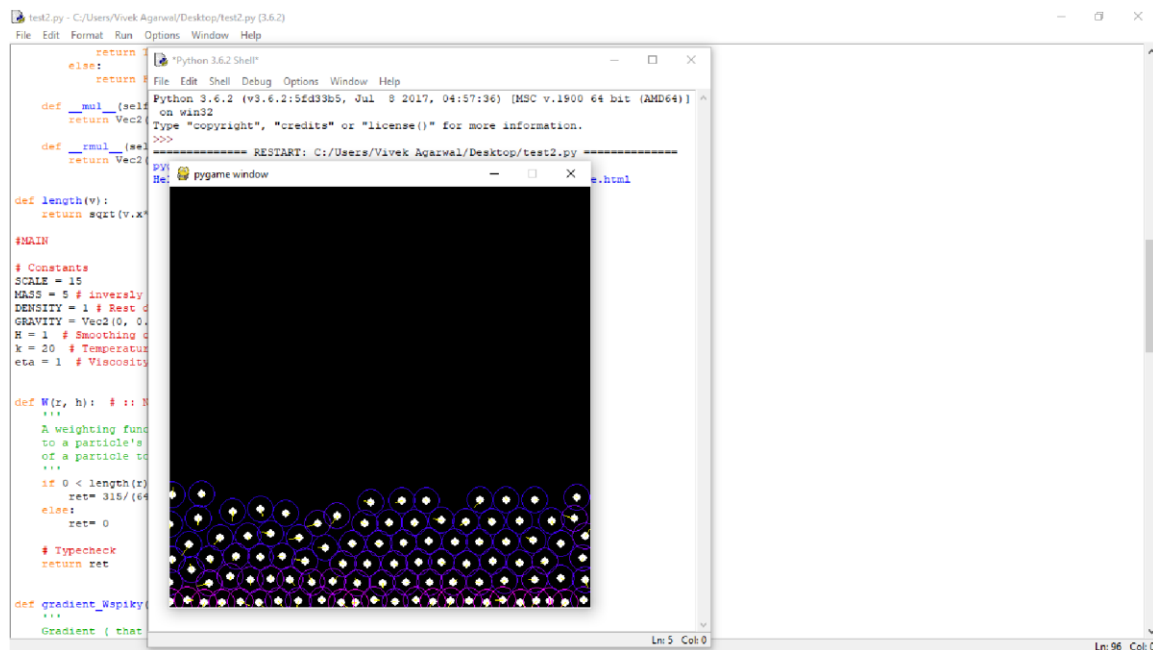 test2.py - C:/Users/Vivek Agarwal/Desktop/test2.py (3.6.2)
File Edit Format Run Options Window Help
return
else:
return
def __mul__(self
return Vec2(
def __rmul__(sel
return Vec2(
def length(v):
return sqrt(v.x*
#MAIN
# Constants
SCALE = 15
MASS = 5 # inversly
DENSITY = 1 # Rest d
GRAVITY = Vec2(0, 0.
H = 1 # Smoothing
k = 20 # Temperatur
eta = 1 # Viscosity
def W(r, h): # :: N
'''
A weighting func
to a particle's
of a particle to
'''
if 0 < length(r)
ret= 315/(64
else:
ret= 0
# Typecheck
return ret
def gradient_Wspiky(
'''
Gradient ( that
*Python 3.6.2 Shell*
File Edit Shell Debug Options Window Help
Python 3.6.2 (v3.6.2:5fd33b5, Jul 8 2017, 04:57:36) [MSC v.1900 64 bit (AMD64)]
on win32
Type "copyright", "credits" or "license()" for more information.
>>>
============== RESTART: C:/Users/Vivek Agarwal/Desktop/test2.py ==============
pyg
Hel
e.html
pygame window
Ln: 5 Col: 0
Ln: 96 Col: 0